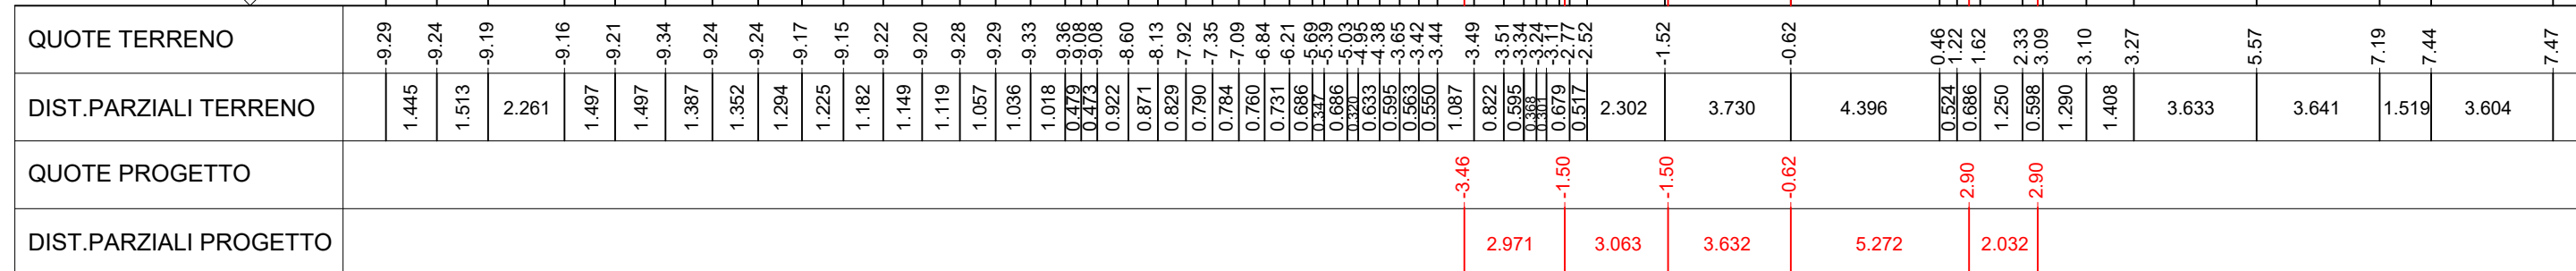 QUOTE TERRENO -9.29 -9.24 -9.19 -9.16 -9.21 -9.34 -9.24 -9.24 -9.17 -9.15 -9.22 -9.20 -9.28 -9.29 -9.33 -9.36 -9.08 -9.08 -8.60 -8.13 -7.92 -7.35 -7.09 -6.84 -6.21 -5.69 -5.39 -5.03 -4.95 -4.38 -3.65 -3.42 -3.44 -3.49 -3.51 -3.34 -3.24 -3.11 -2.77 -2.52 -1.52 -0.62 0.46 1.22 1.62 2.33 3.09 3.10 3.27 5.57 7.19 7.44 7.47
DIST.PARZIALI TERRENO 1.445 1.513 2.261 1.497 1.497 1.387 1.352 1.294 1.225 1.182 1.149 1.119 1.057 1.036 1.018 0.479 0.473 0.922 0.871 0.829 0.790 0.784 0.760 0.731 0.686 0.347 0.686 0.320 0.633 0.595 0.563 0.550 1.087 0.822 0.595 0.368 0.301 0.679 0.517 2.302 3.730 4.396 0.524 0.686 1.250 0.598 1.290 1.408 3.633 3.641 1.519 3.604
QUOTE PROGETTO -3.46 -1.50 -1.50 -0.62 2.90 2.90
DIST.PARZIALI PROGETTO 2.971 3.063 3.632 5.272 2.032